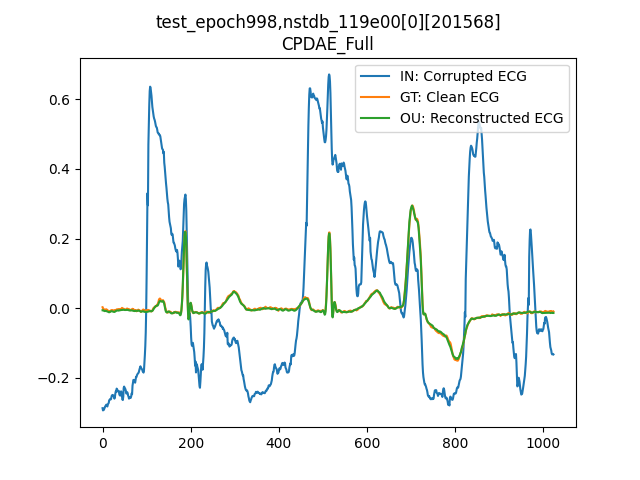 test_epoch998,nstdb_119e00[0][201568]
CPDAE_Full
IN: Corrupted ECG
GT: Clean ECG
OU: Reconstructed ECG
0.6
0.4
0.2
0.0
−0.2
0
200
400
600
800
1000